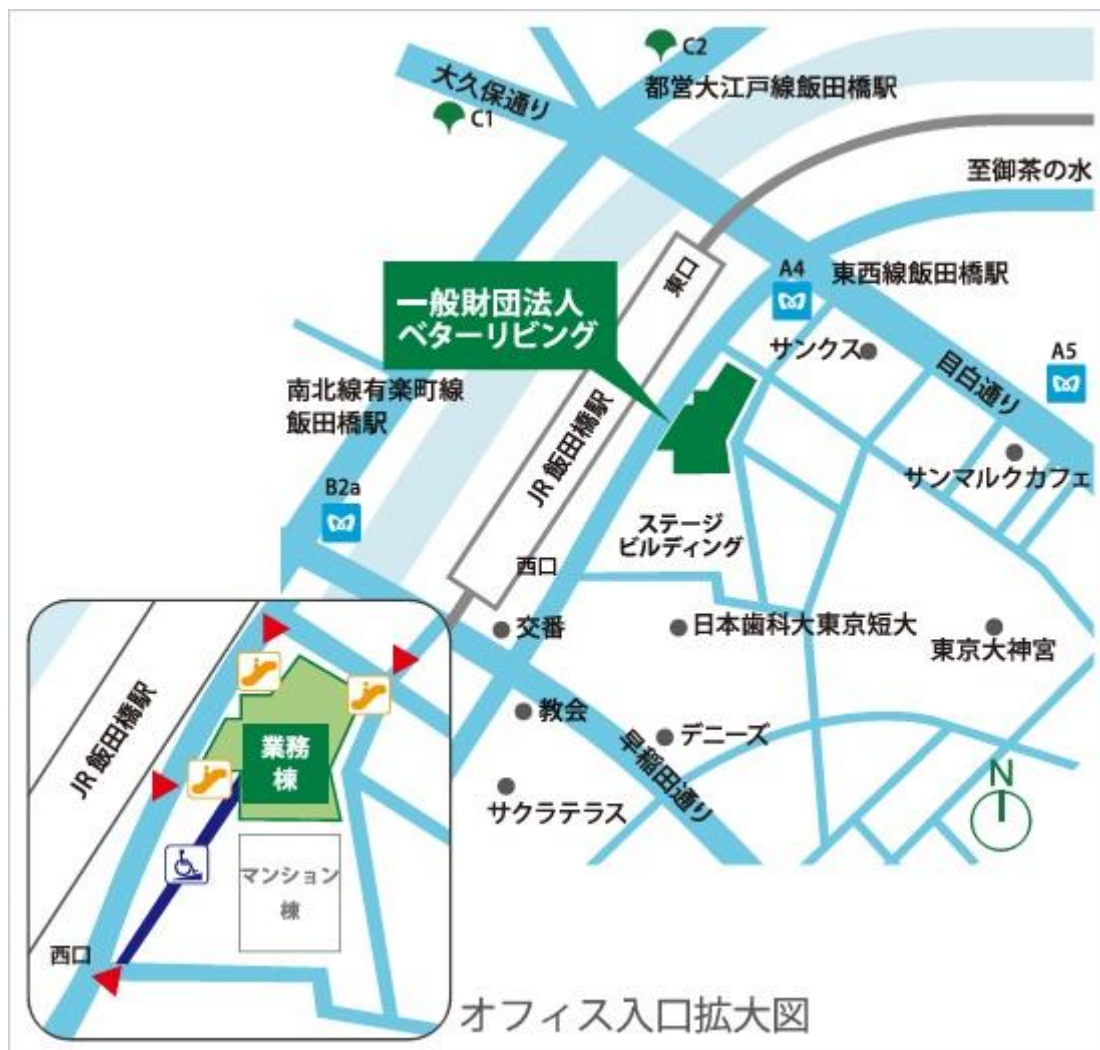 C2
大久保通り
都営大江戸線飯田橋駅
C1
至御茶の水
東口
A4
東西線飯田橋駅
一般財団法人
ベターリビング
サンクス
A5
目白通り
南北線有楽町線
飯田橋駅
JR 飯田橋駅
サンマルクカフェ
B2a
ステージ
ビルディング
西口
交番
日本歯科大東京短大
東京大神宮
教会
デニーズ
早稲田通り
サクラテラス
N
JR 飯田橋駅
業務
棟
マンション
棟
西口
オフィス入口拡大図